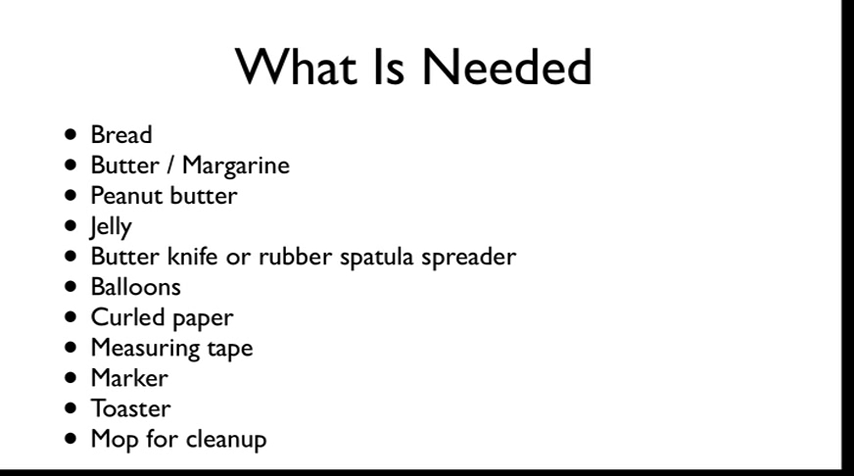 What Is Needed
• Bread
• Butter / Margarine
• Peanut butter
• Jelly
• Butter knife or rubber spatula spreader
• Balloons
• Curled paper
• Measuring tape
• Marker
• Toaster
• Mop for cleanup